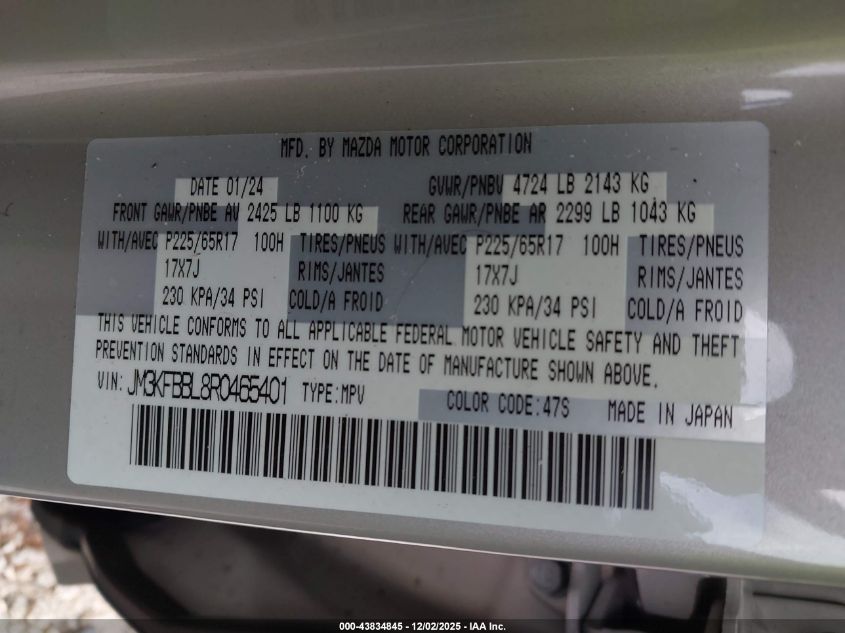 MFD. BY MAZDA MOTOR CORPORATION
DATE 01/24 GVWR/PNBV 4724 LB 2143 KG
FRONT GAWR/PNBE AV 2425 LB 1100 KG REAR GAWR/PNBE AR 2299 LB 1043 KG
WITH/AVEC P225/65R17 100H TIRES/PNEUS WITH/AVEC P225/65R17 100H TIRES/PNEUS
17X7J RIMS/JANTES 17X7J RIMS/JANTES
230 KPA/34 PSI COLD/A FROID 230 KPA/34 PSI COLD/A FROID
THIS VEHICLE CONFORMS TO ALL APPLICABLE FEDERAL MOTOR VEHICLE SAFETY AND THEFT
PREVENTION STANDARDS IN EFFECT ON THE DATE OF MANUFACTURE SHOWN ABOVE.
VIN: JM3KFBBL8R0465401 TYPE:MPV COLOR CODE:47S MADE IN JAPAN
000-43834845 - 12/02/2025 - IAA Inc.